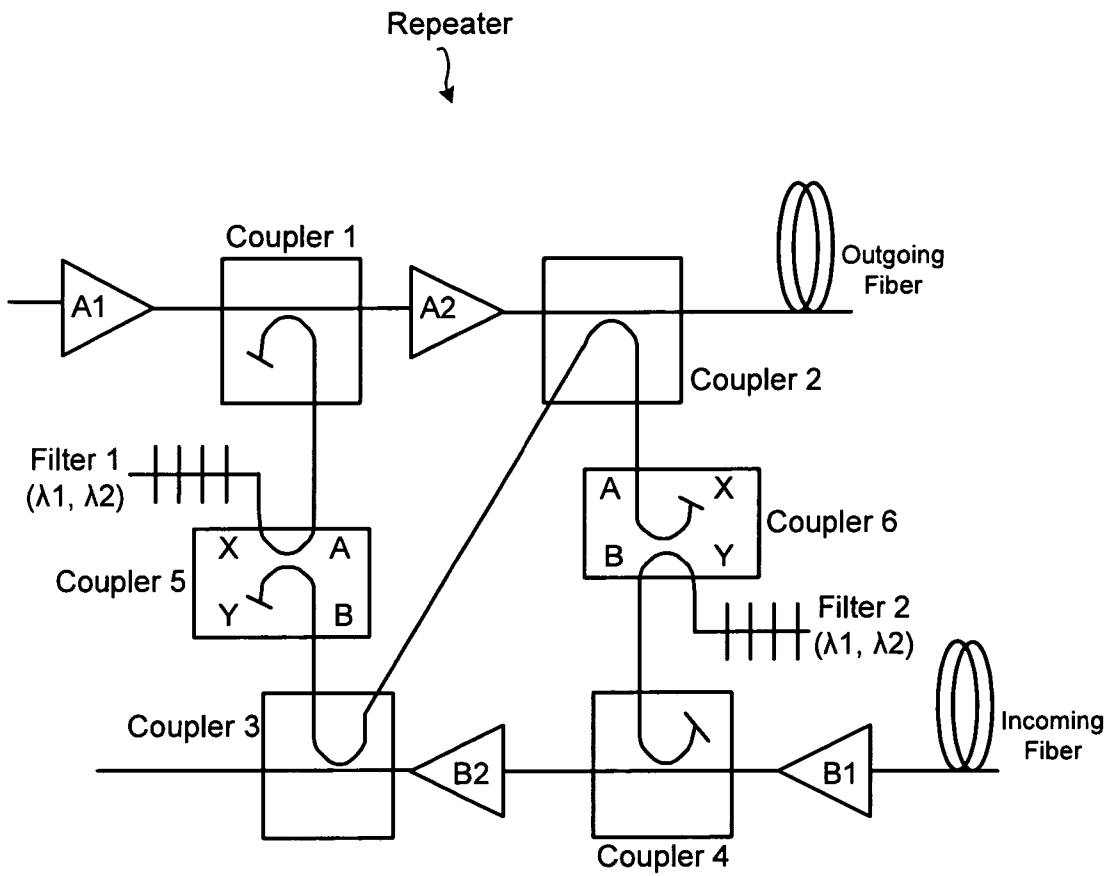 Repeater
Coupler 1
Outgoing
Fiber
A1
A2
Coupler 2
Filter 1
(λ1, λ2)
A
X
Coupler 6
B
Y
X
A
Coupler 5
Y
B
Filter 2
(λ1, λ2)
Coupler 3
Incoming
Fiber
B2
B1
Coupler 4